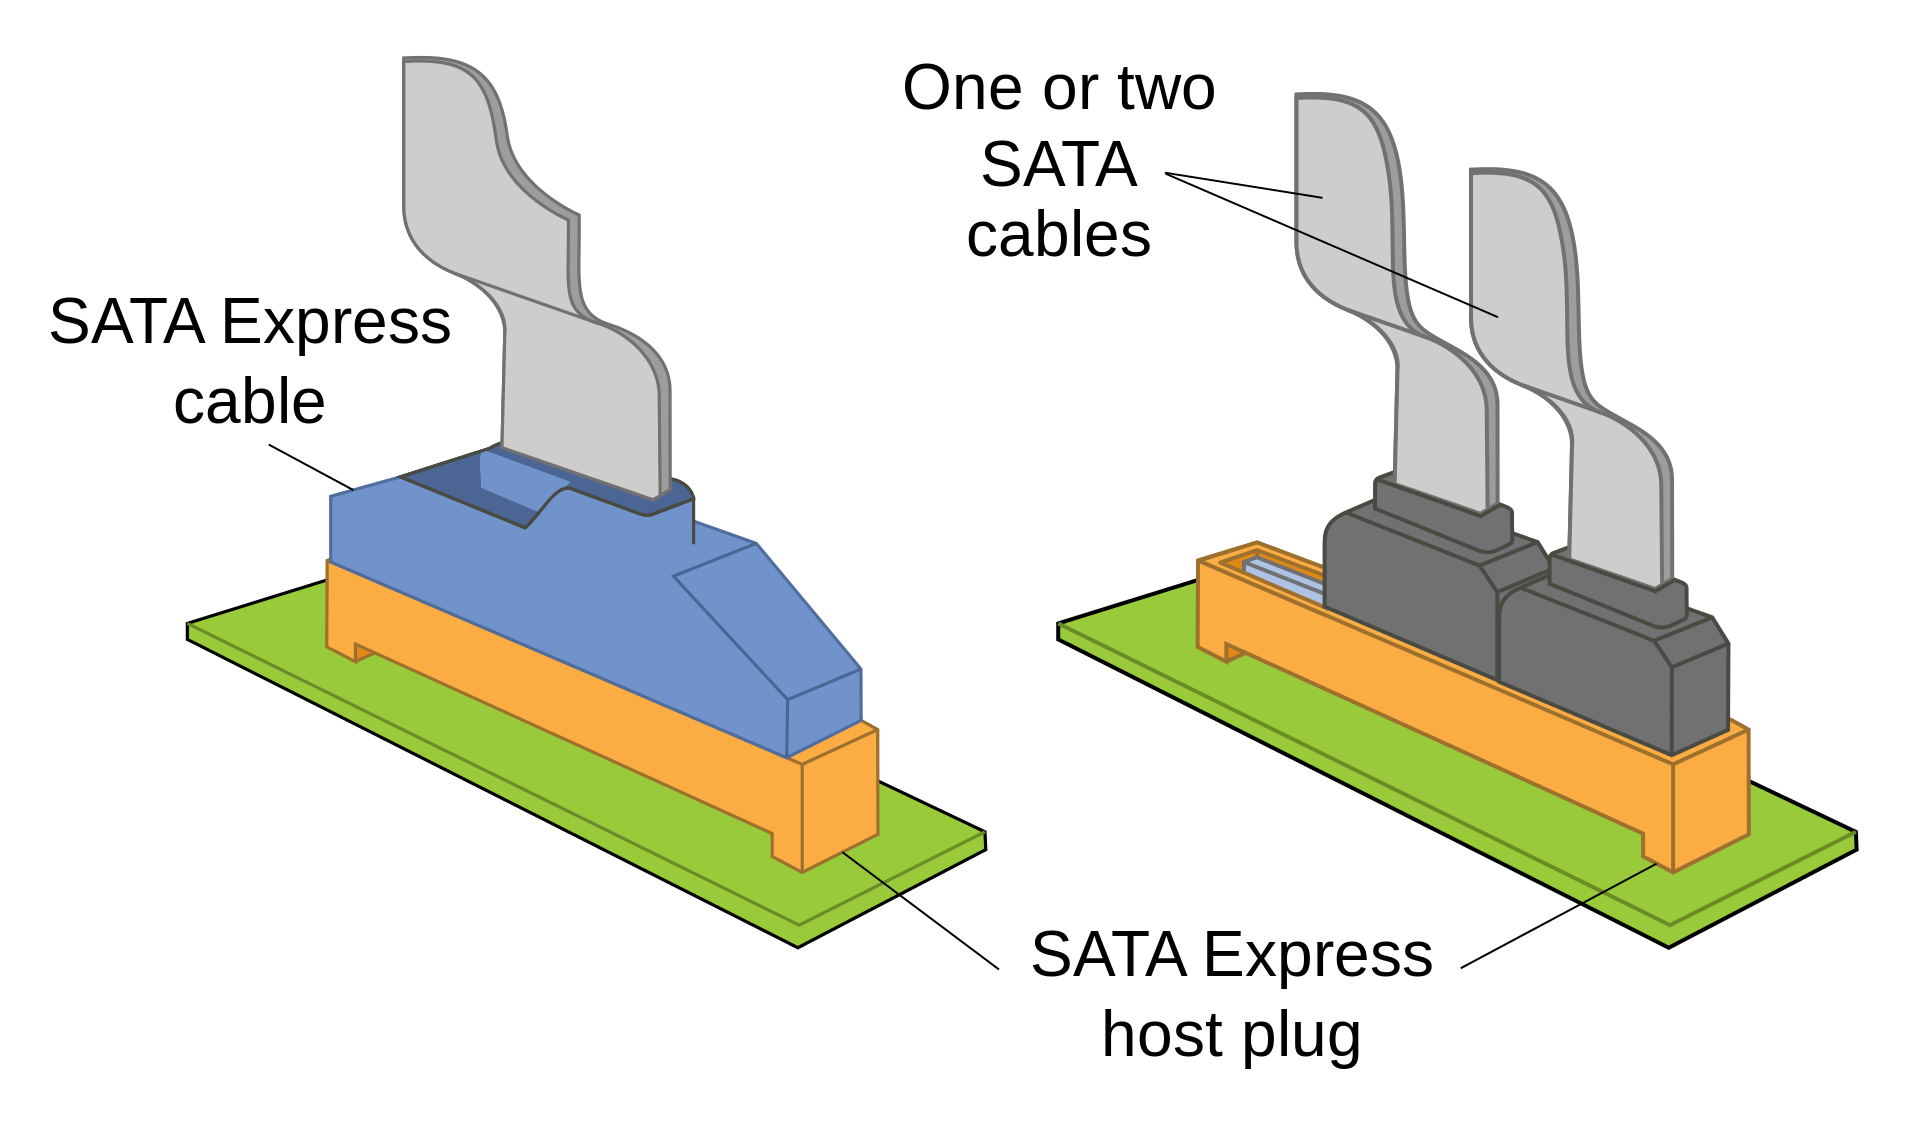 One or two
SATA
cables
SATA Express
cable
SATA Express
host plug